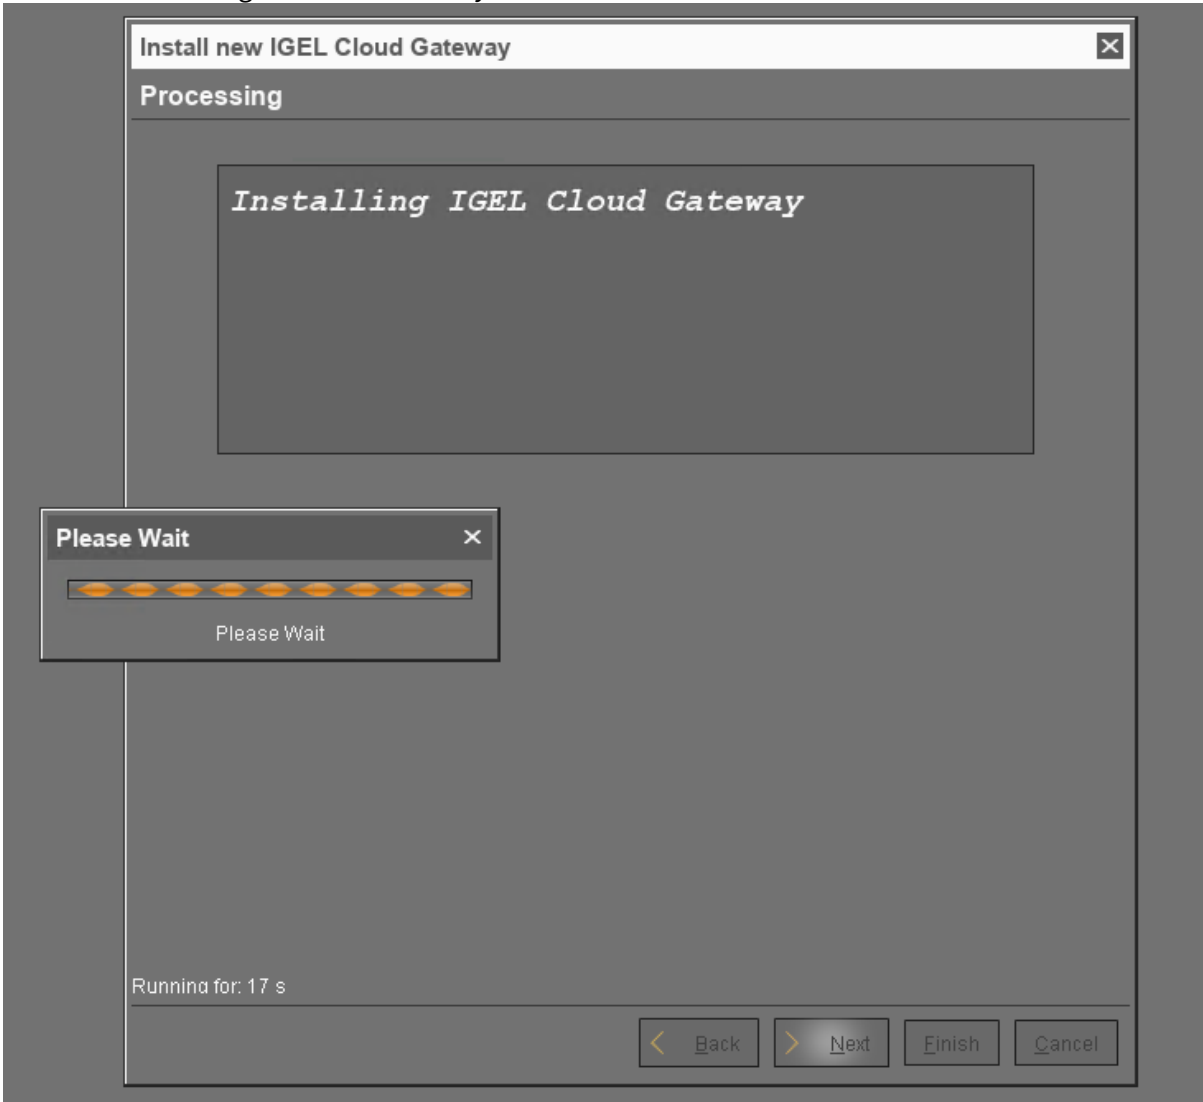 Install new IGEL Cloud Gateway
Processing
Installing IGEL Cloud Gateway
Please Wait
Please Wait
Running for: 17 s
Back
Next
Finish
Cancel